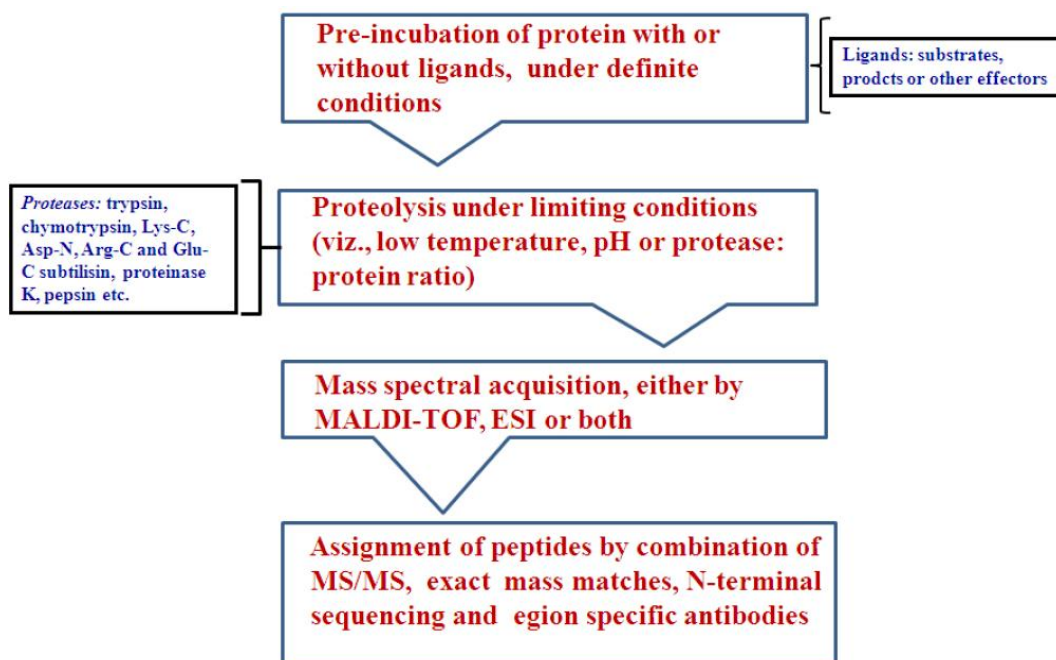 Pre-incubation of protein with or
without ligands, under definite
conditions
Ligands: substrates,
prodcts or other effectors
Proteases: trypsin,
chymotrypsin, Lys-C,
Asp-N, Arg-C and Glu-
C subtilisin, proteinase
K, pepsin etc.
Proteolysis under limiting conditions
(viz., low temperature, pH or protease:
protein ratio)
Mass spectral acquisition, either by
MALDI-TOF, ESI or both
Assignment of peptides by combination of
MS/MS, exact mass matches, N-terminal
sequencing and egion specific antibodies